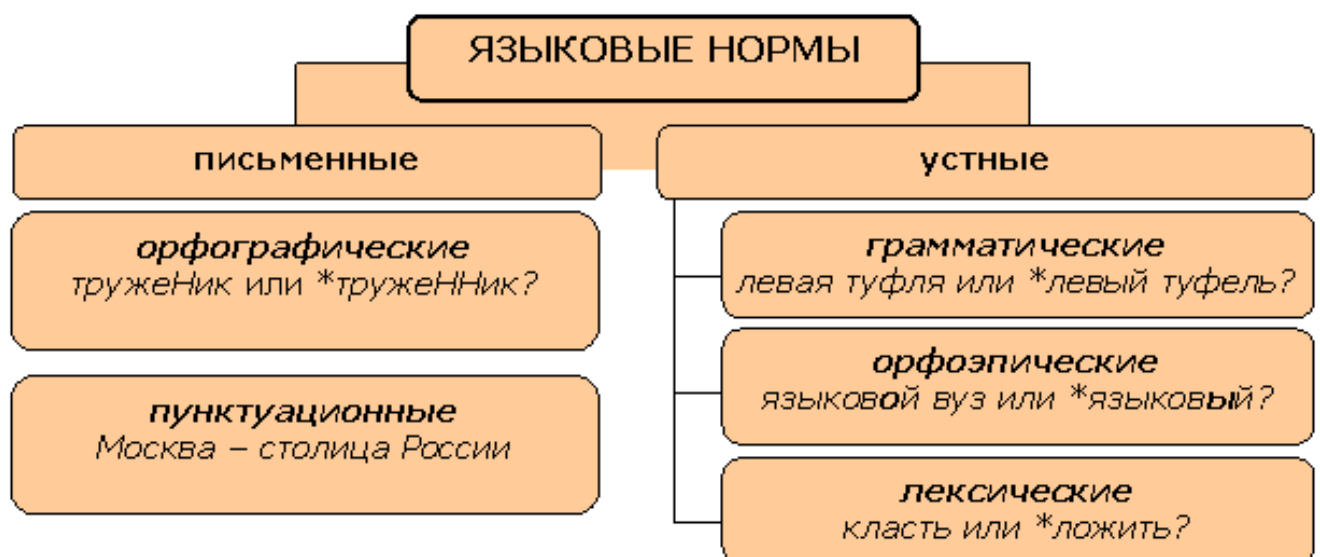 ЯЗЫКОВЫЕ НОРМЫ
письменные
орфографические
тружеНик или *тружеННик?
пунктуационные
Москва – столица России
устные
грамматические
левая туфля или *левый туфель?
орфоэпические
языковой вуз или *языковый?
лексические
класть или *ложить?